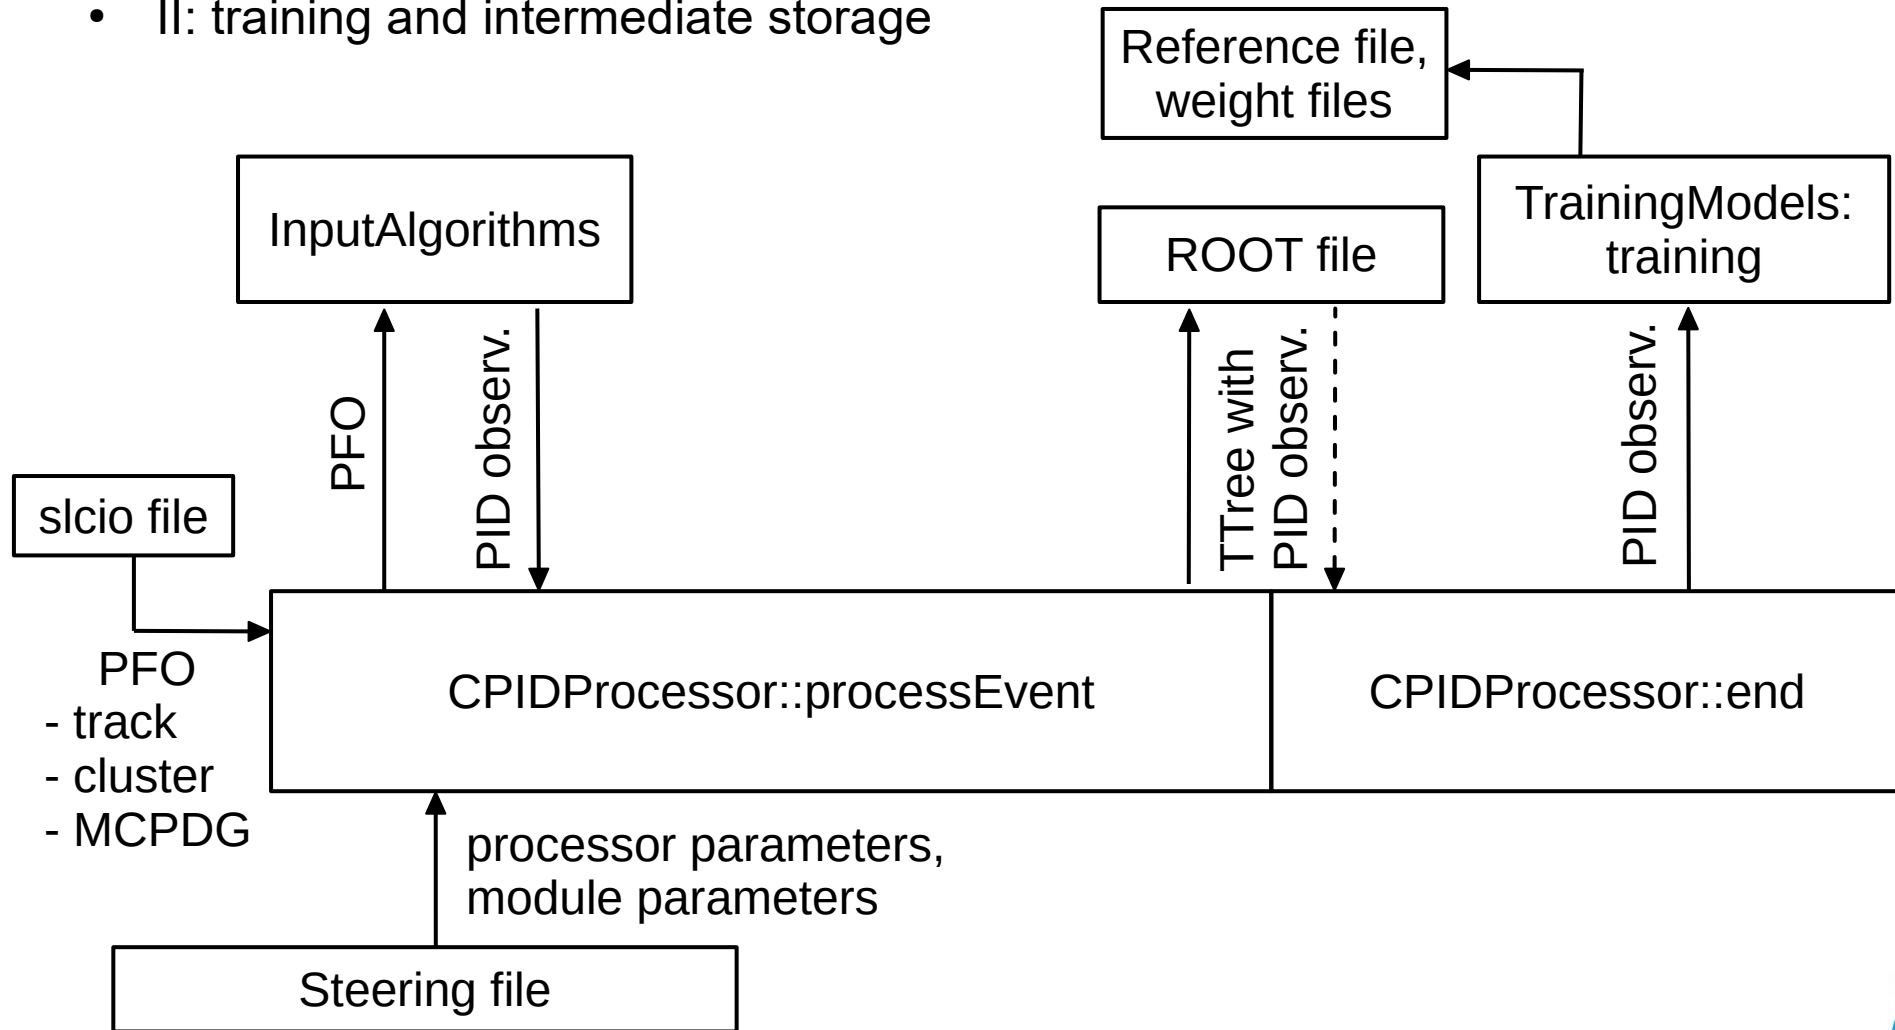 • II: training and intermediate storage
Reference file,
weight files
InputAlgorithms
ROOT file
TrainingModels:
training
PFO
PID observ.
TTree with
PID observ.
PID observ.
slcio file
PFO
- track
- cluster
- MCPDG
CPIDProcessor::processEvent
CPIDProcessor::end
processor parameters,
module parameters
Steering file